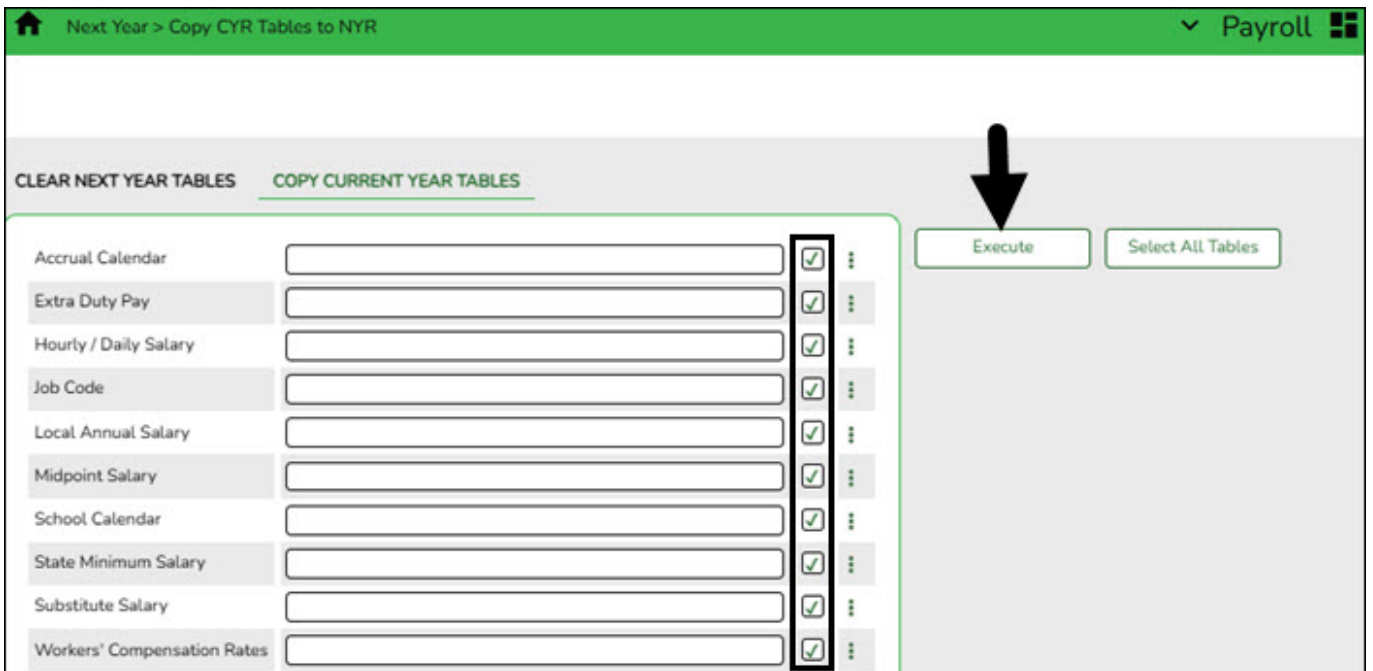 Next Year > Copy CYR Tables to NYR
Payroll
CLEAR NEXT YEAR TABLES COPY CURRENT YEAR TABLES
Accrual Calendar
Execute Select All Tables
Extra Duty Pay
Hourly / Daily Salary
Job Code
Local Annual Salary
Midpoint Salary
School Calendar
State Minimum Salary
Substitute Salary
Workers' Compensation Rates